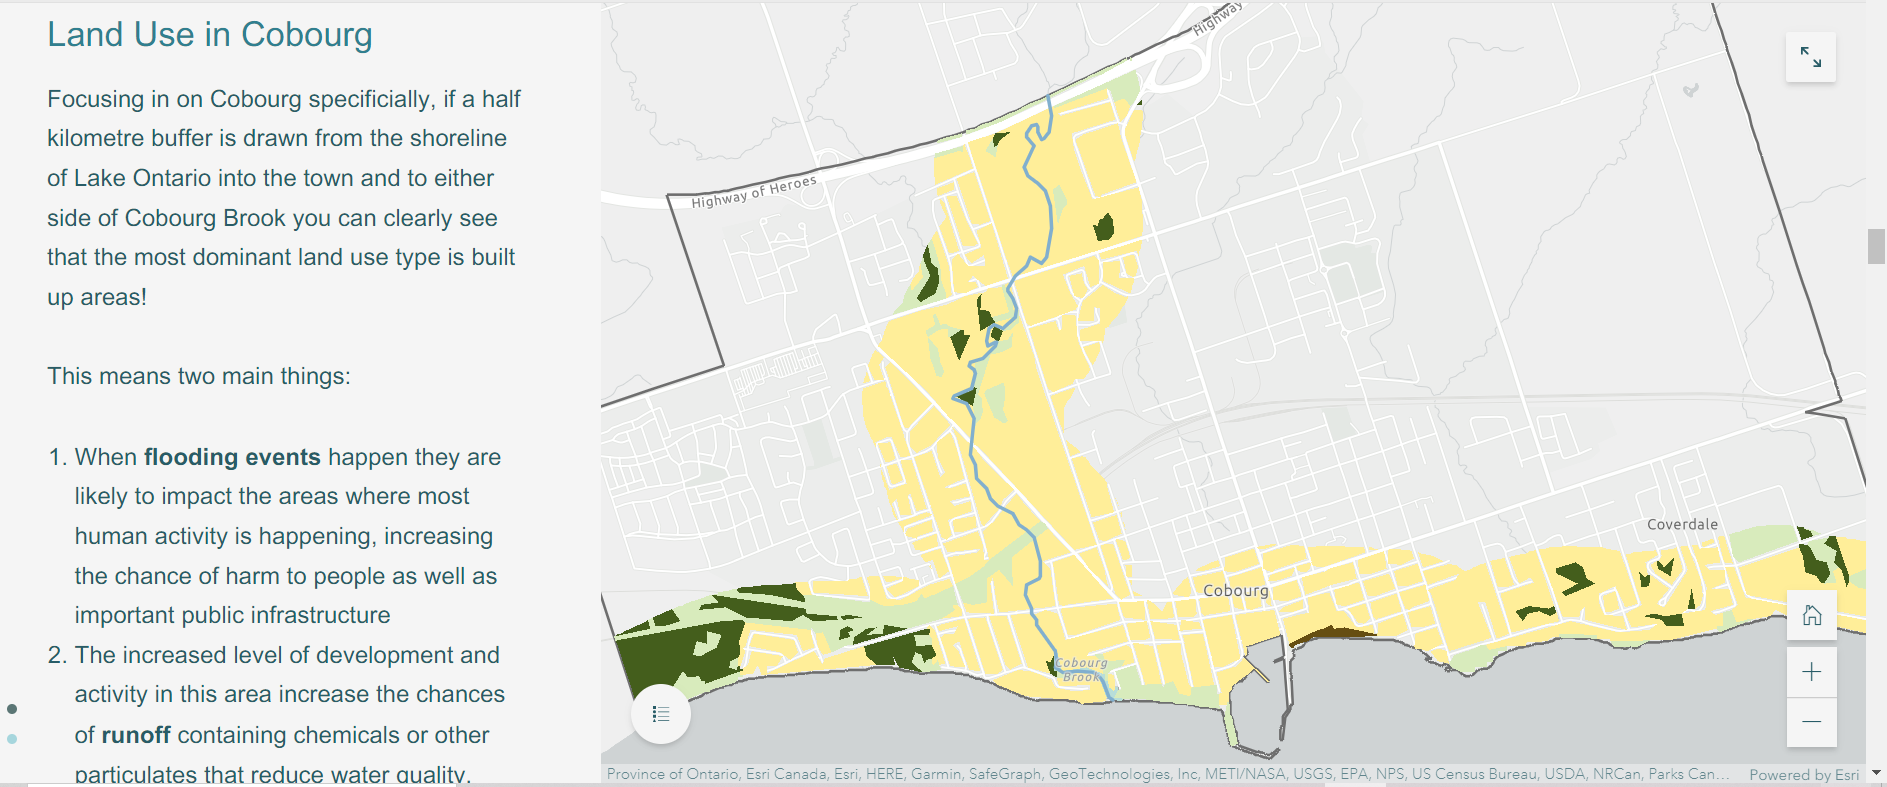 Land Use in Cobourg
Focusing in on Cobourg specificially, if a half
kilometre buffer is drawn from the shoreline
of Lake Ontario into the town and to either
side of Cobourg Brook you can clearly see
that the most dominant land use type is built
up areas!
This means two main things:
1. When flooding events happen they are
likely to impact the areas where most
human activity is happening, increasing
the chance of harm to people as well as
important public infrastructure
2. The increased level of development and
activity in this area increase the chances
of runoff containing chemicals or other
particulates that reduce water quality.
Highway
Highway of Heroes
Coverdale
Cobourg
Cobourg
Brook
Province of Ontario, Esri Canada, Esri, HERE, Garmin, SafeGraph, GeoTechnologies, Inc, METI/NASA, USGS, EPA, NPS, US Census Bureau, USDA, NRCan, Parks Can... Powered by Esri